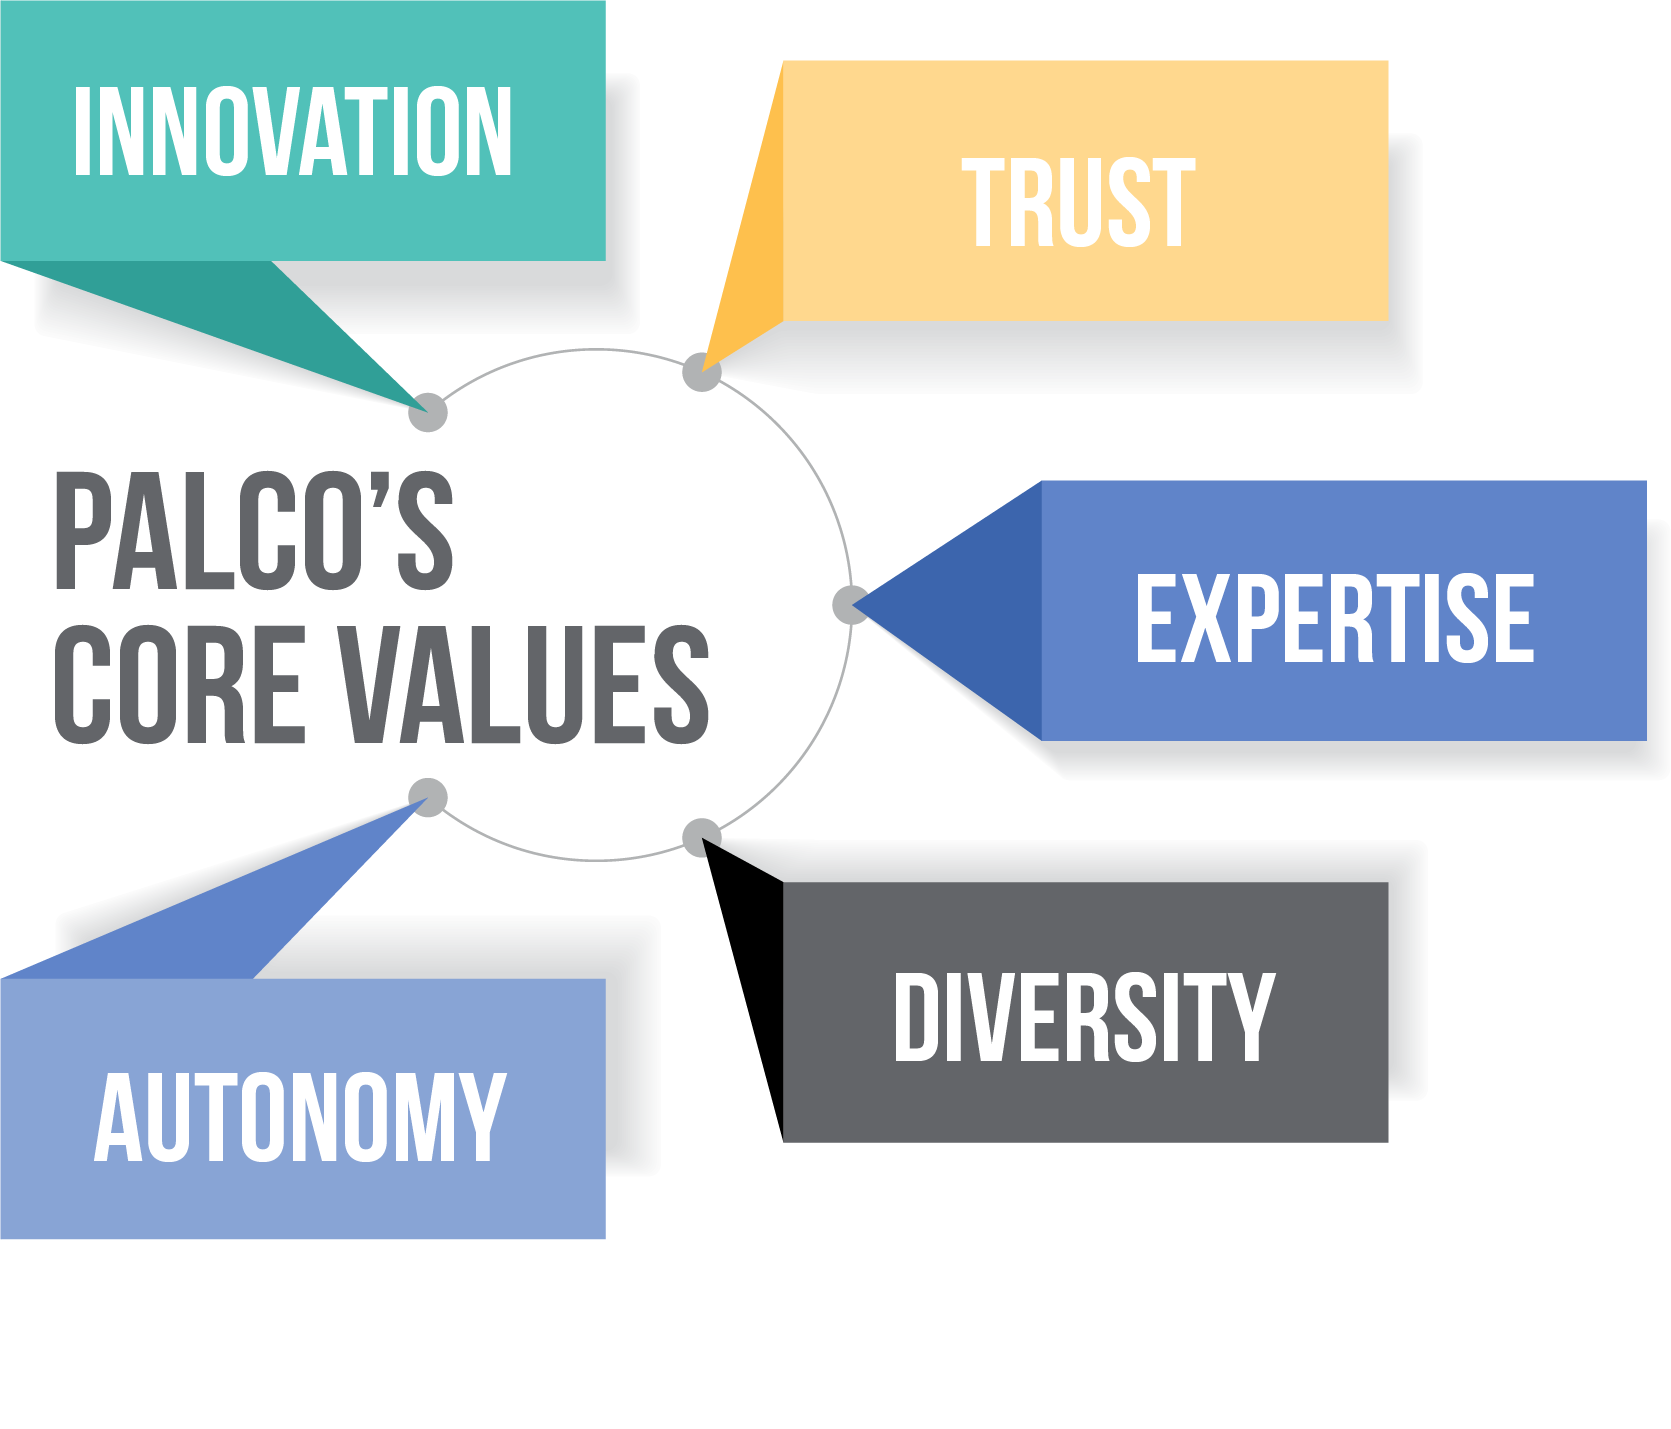 INNOVATION
TRUST
PALCO’S
CORE VALUES
EXPERTISE
DIVERSITY
AUTONOMY